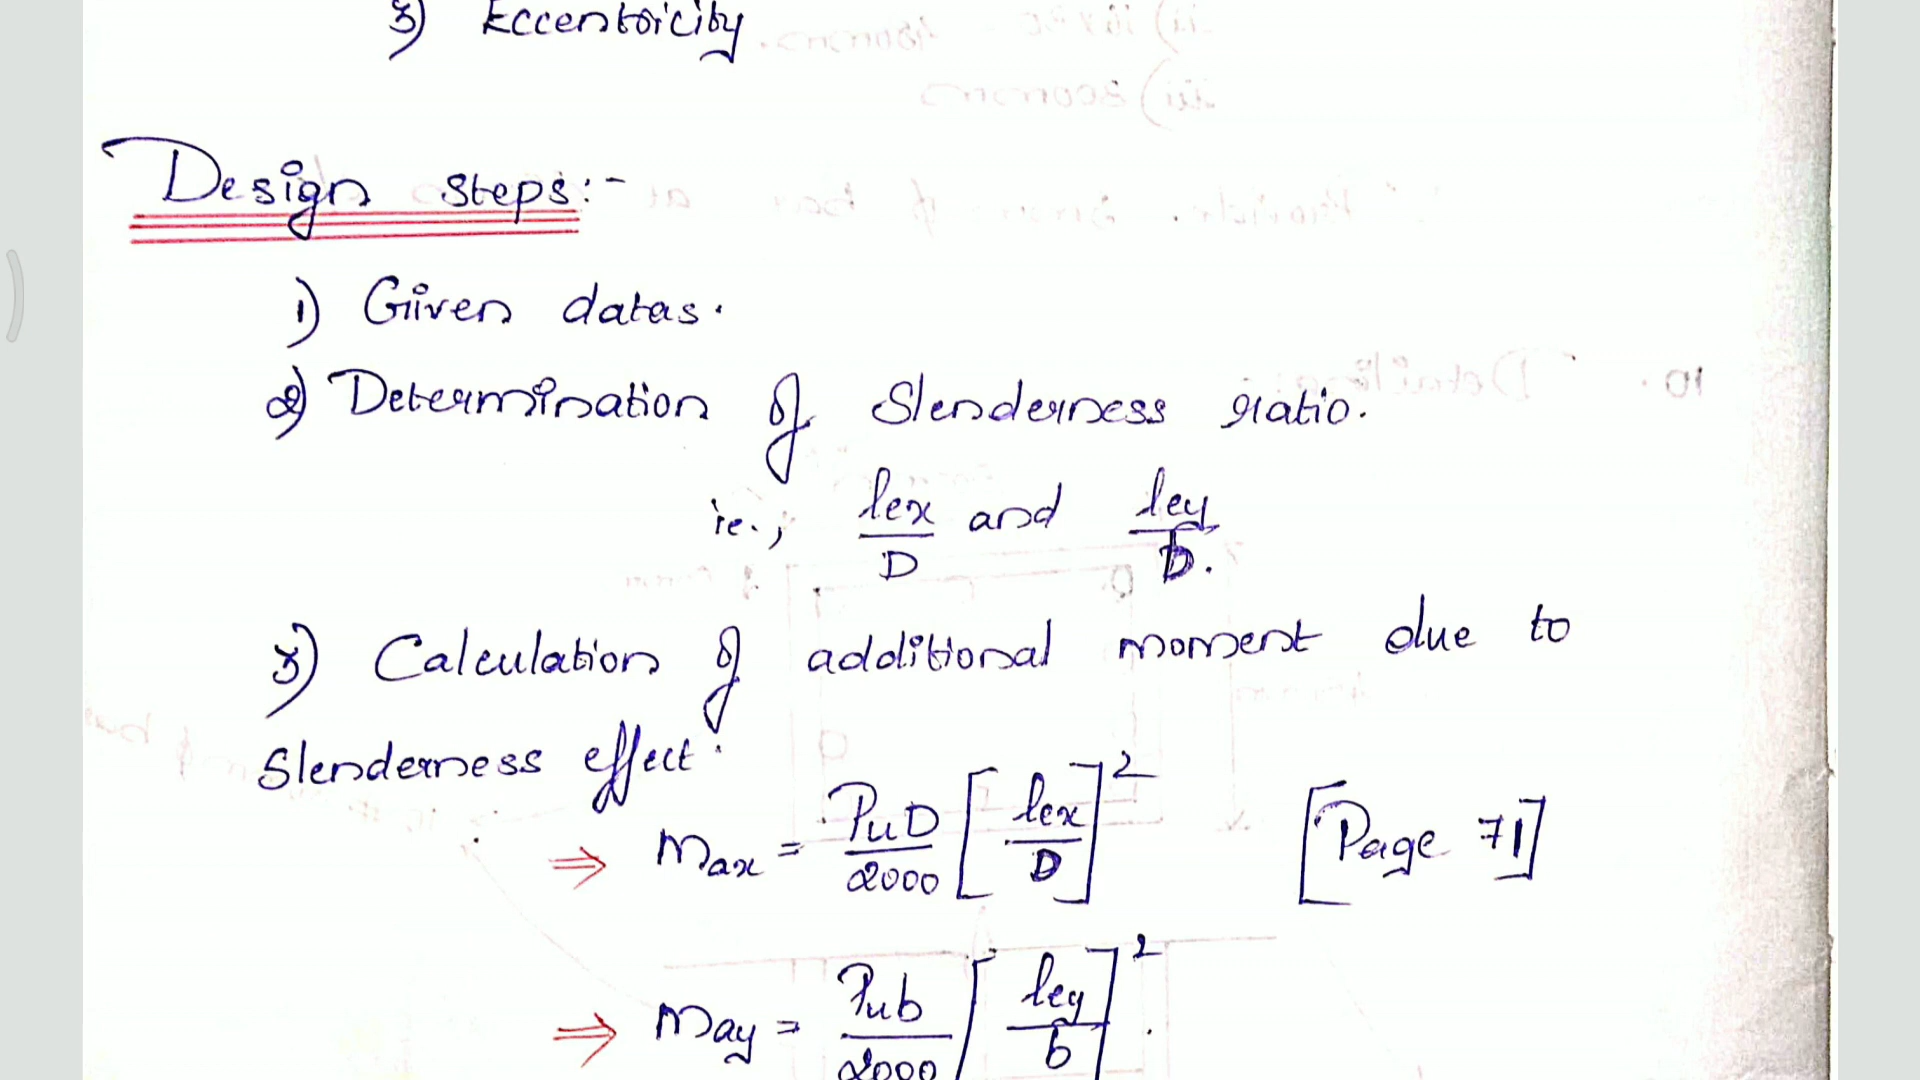 3) Eccentricity
Design steps:-
1) Given datas.
2) Determination of Slenderness ratio.
ie., lex/D and ley/b.
3) Calculation of additional moment due to
Slenderness effect.
⇒ Max = PuD/2000 [lex/D]² [Page 71]
⇒ May = Pub/2000 [ley/b]².